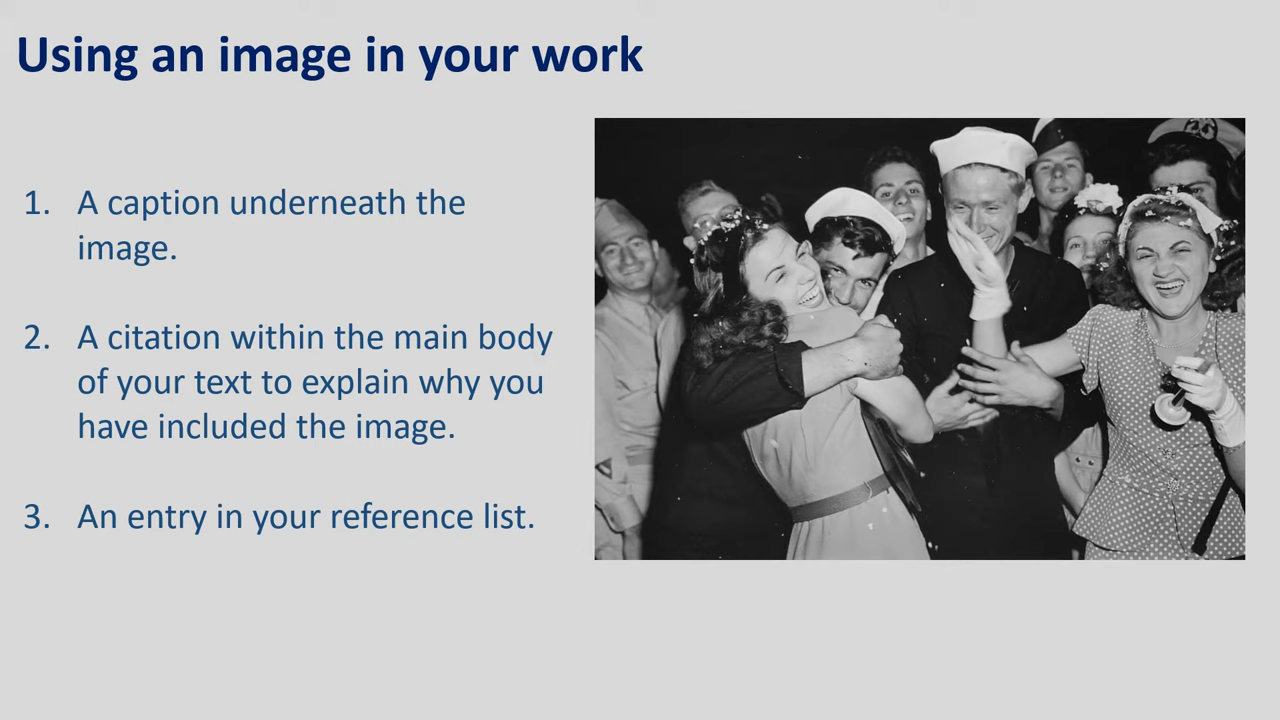 Using an image in your work
1. A caption underneath the
image.
2. A citation within the main body
of your text to explain why you
have included the image.
3. An entry in your reference list.